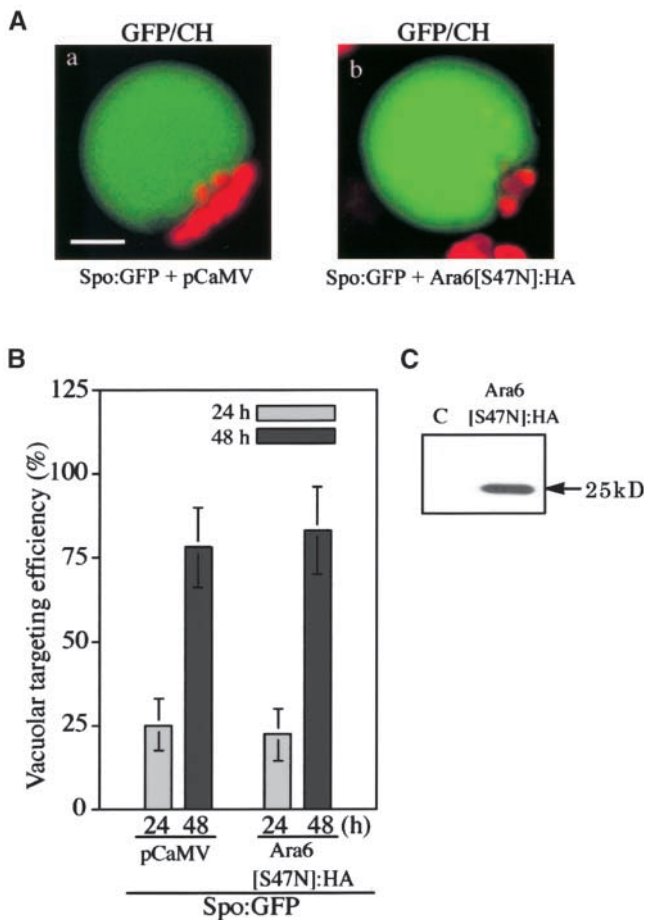 A
GFP/CH GFP/CH
a b
Spo:GFP + pCaMV Spo:GFP + Ara6[S47N]:HA
B
Vacuolar targeting efficiency (%)
125
100
75
50
25
0
24 h
48 h
24 48 24 48 (h)
pCaMV Ara6
[S47N]:HA
Spo:GFP
C
Ara6
C [S47N]:HA
25kD